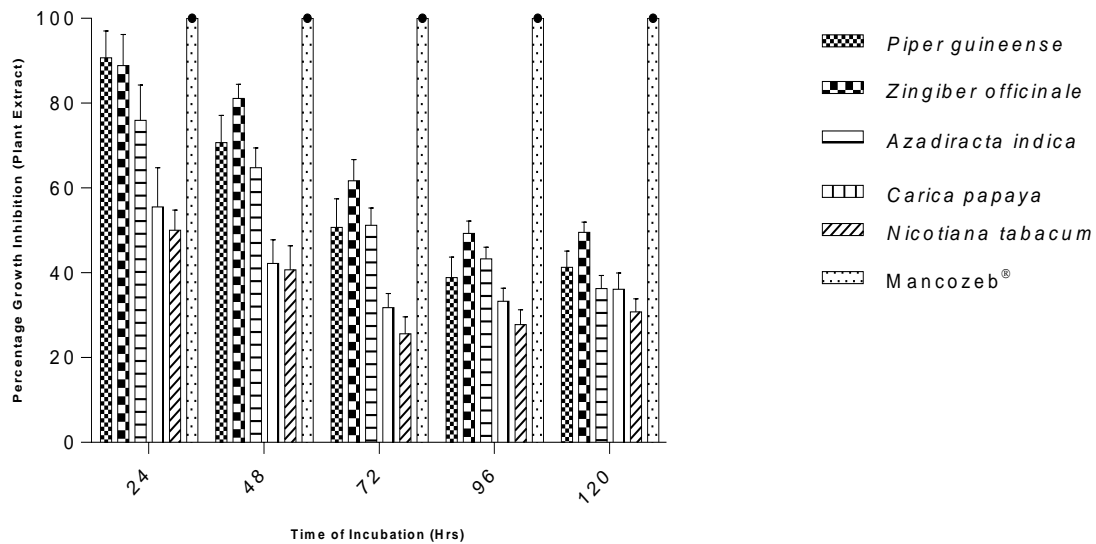 Percentage Growth Inhibition (Plant Extract)
100
80
60
40
20
0
24
48
72
96
120
Time of Incubation (Hrs)
Piper guineense
Zingiber officinale
Azadiracta indica
Carica papaya
Nicotiana tabacum
Mancozeb®